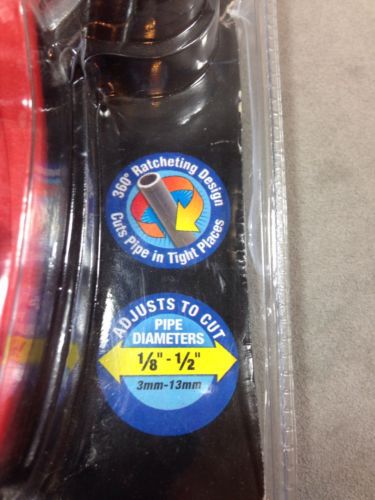 360° Ratcheting Design
Cuts Pipe in Tight Places
ADJUSTS TO CUT
PIPE
DIAMETERS
1/8" - 1/2"
3mm-13mm